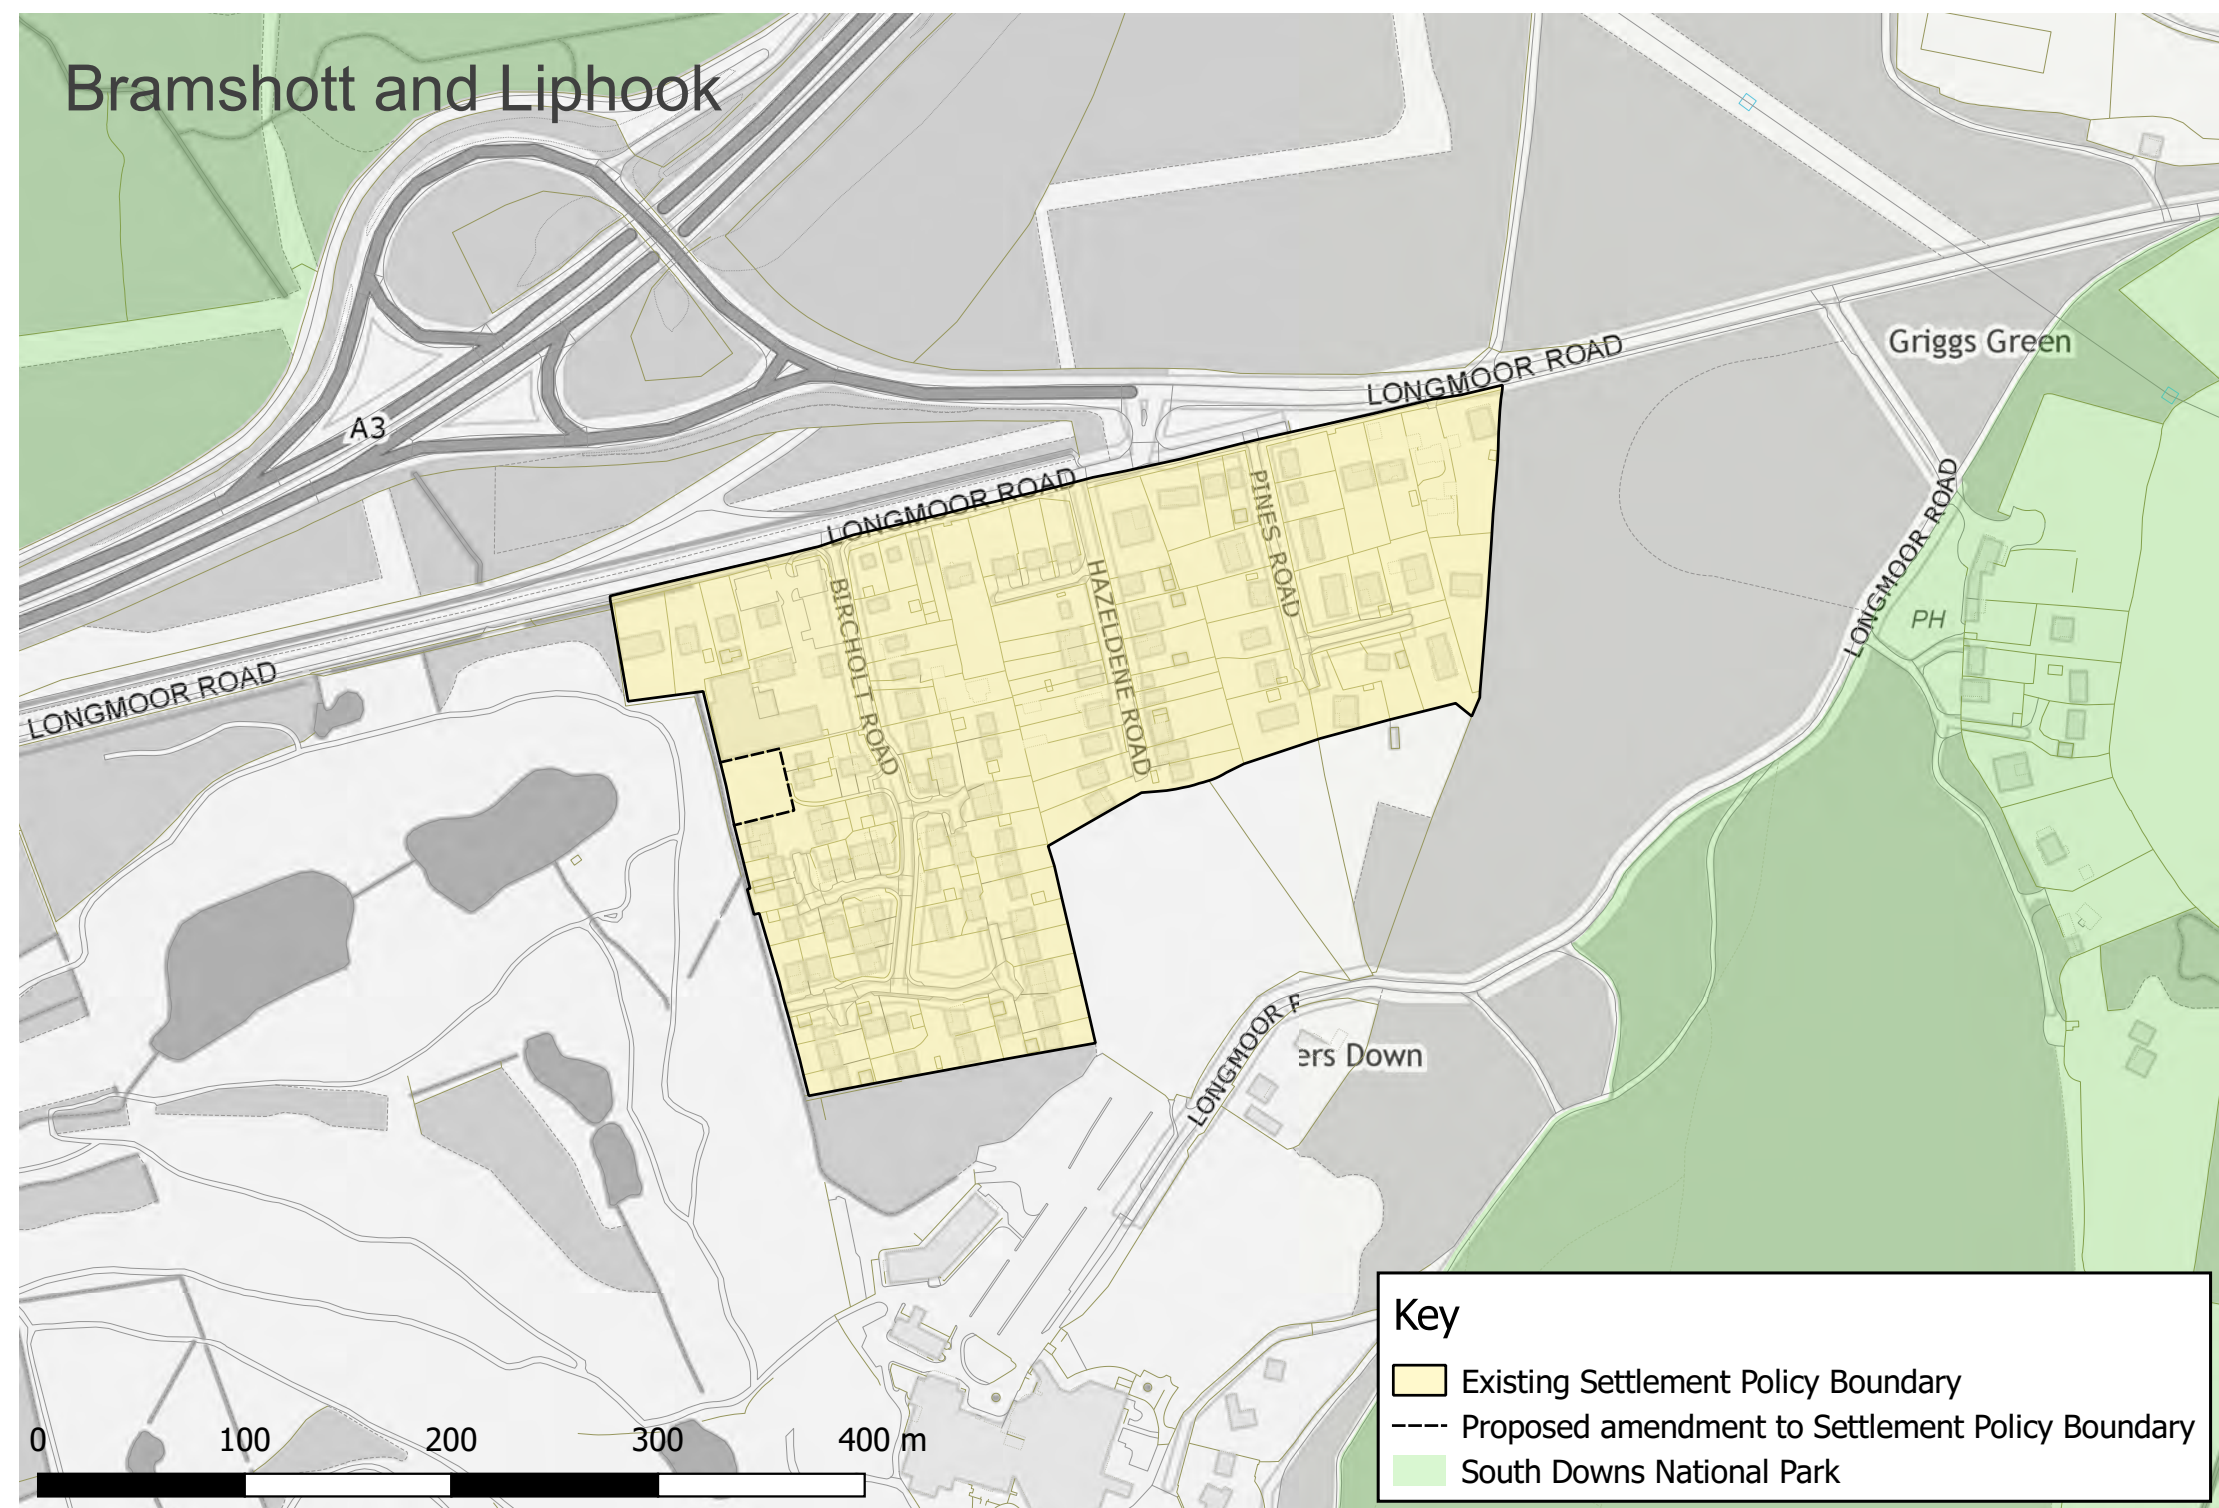 Bramshott and Liphook
Griggs Green
LONGMOOR ROAD
A3
LONGMOOR ROAD
PINES ROAD
LONGMOOR ROAD
HAZELDENE ROAD
BIRCHOLT ROAD
PH
LONGMOOR ROAD
LONGMOOR
ers Down
Key
Existing Settlement Policy Boundary
Proposed amendment to Settlement Policy Boundary
South Downs National Park
0 100 200 300 400 m